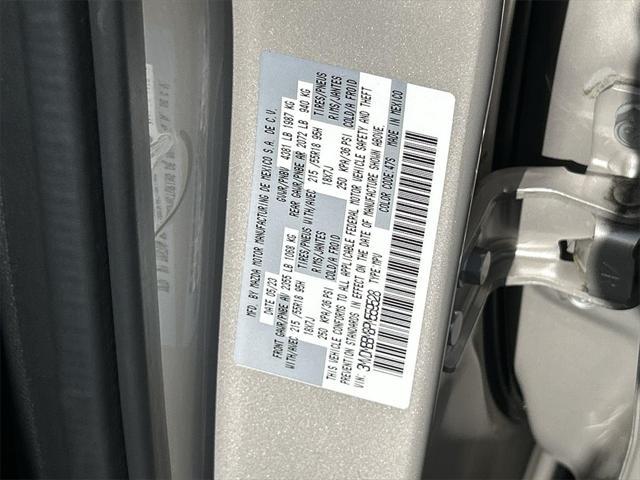 MFD. BY MAZDA MOTOR MANUFACTURING DE MEXICO S.A. DE C.V.
DATE 05/23 GVWR/PNBV 4381 LB 1987 KG
FRONT GAWR/PNBE AV 2355 LB 1068 KG REAR GAWR/PNBE AR 2072 LB 940 KG
WITH/AVEC 215 /55R18 95H TIRES/PNEUS WITH/AVEC 215 /55R18 95H TIRES/PNEUS
18X7J RIMS/JANTES 18X7J RIMS/JANTES
250 KPA/36 PSI COLD/A FROID 250 KPA/36 PSI COLD/A FROID
THIS VEHICLE CONFORMS TO ALL APPLICABLE FEDERAL MOTOR VEHICLE SAFETY AND THEFT
PREVENTION STANDARDS IN EFFECT ON THE DATE OF MANUFACTURE SHOWN ABOVE.
VIN: TYPE: MPV COLOR CODE 47S MADE IN MEXICO